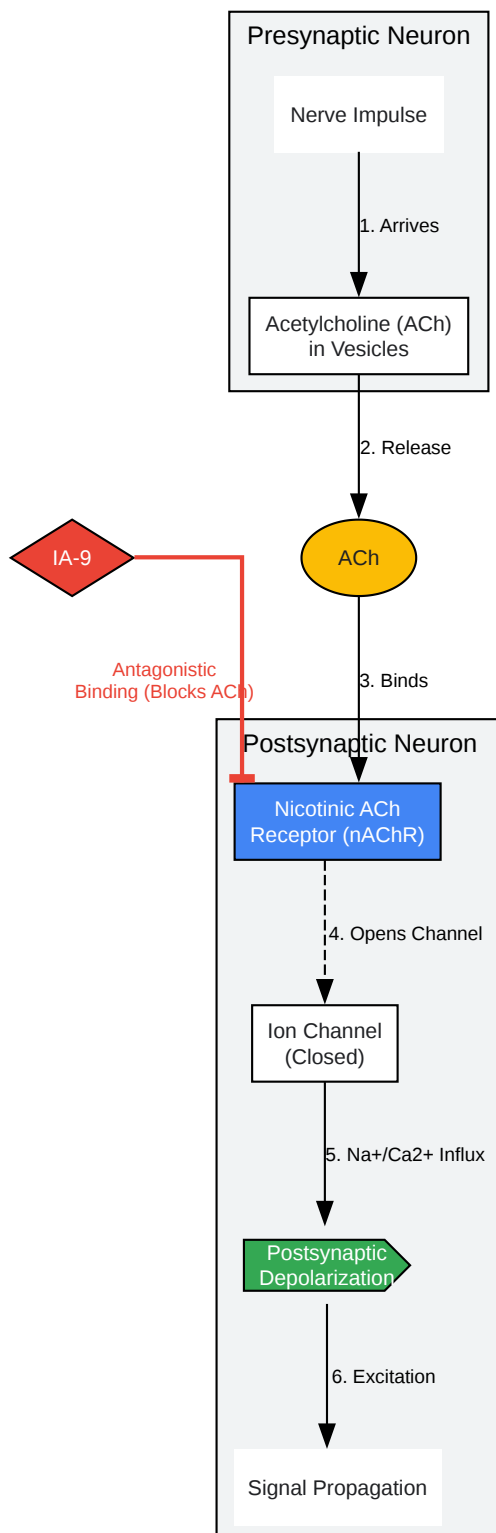 Presynaptic Neuron
Nerve Impulse
1. Arrives
Acetylcholine (ACh)
in Vesicles
2. Release
IA-9
ACh
Antagonistic
Binding (Blocks ACh)
3. Binds
Postsynaptic Neuron
Nicotinic ACh
Receptor (nAChR)
4. Opens Channel
Ion Channel
(Closed)
5. Na+/Ca2+ Influx
Postsynaptic
Depolarization
6. Excitation
Signal Propagation